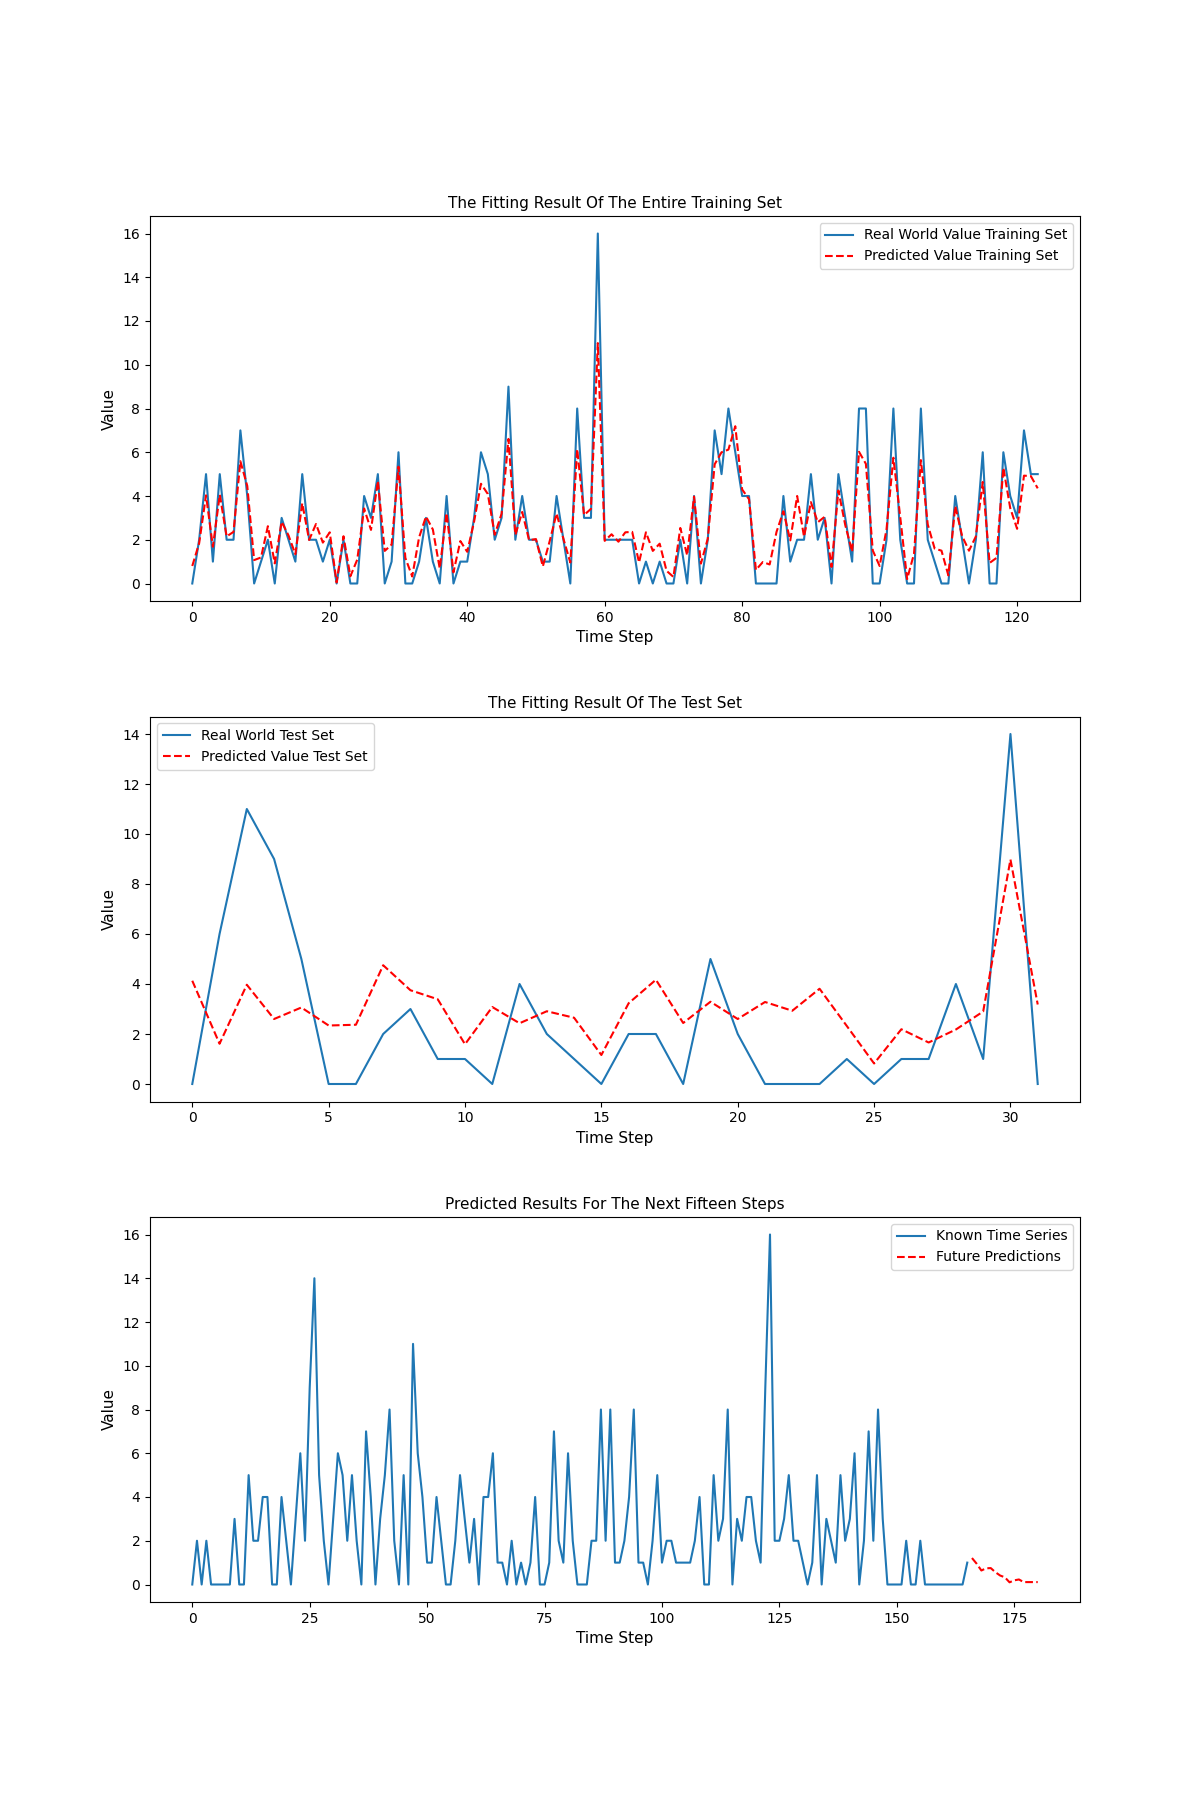 The Fitting Result Of The Entire Training Set
Real World Value Training Set
Predicted Value Training Set
Value
16
14
12
10
8
6
4
2
0
0 20 40 60 80 100 120
Time Step
The Fitting Result Of The Test Set
Real World Test Set
Predicted Value Test Set
Value
14
12
10
8
6
4
2
0
0 5 10 15 20 25 30
Time Step
Predicted Results For The Next Fifteen Steps
Known Time Series
Future Predictions
Value
16
14
12
10
8
6
4
2
0
0 25 50 75 100 125 150 175
Time Step